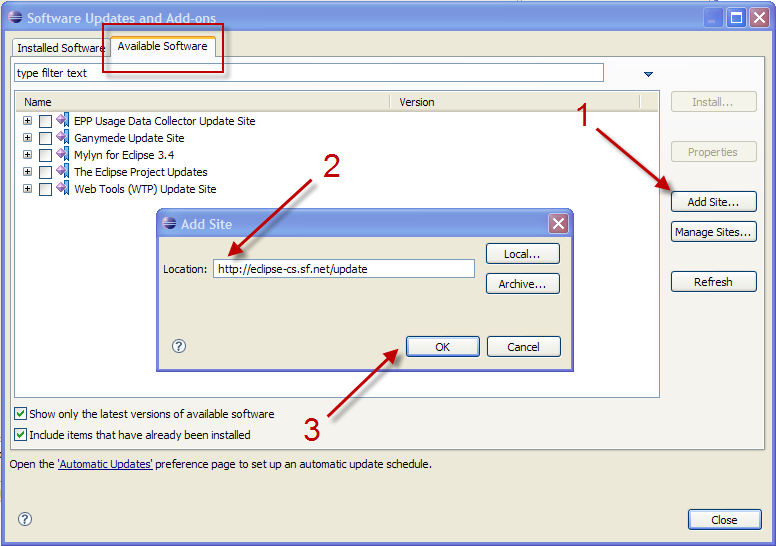 Software Updates and Add-ons
Installed Software
Available Software
type filter text
Name Version
Install...
EPP Usage Data Collector Update Site
Ganymede Update Site
Mylyn for Eclipse 3.4
The Eclipse Project Updates
Web Tools (WTP) Update Site
Properties
1
Add Site...
Manage Sites...
Refresh
2
Add Site
Location: http://eclipse-cs.sf.net/update
Local...
Archive...
?
OK
Cancel
3
Show only the latest versions of available software
Include items that have already been installed
Open the 'Automatic Updates' preference page to set up an automatic update schedule.
?
Close